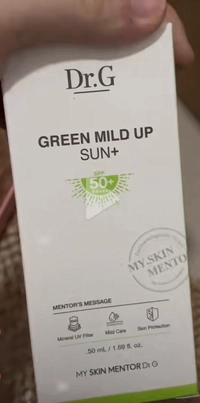 Dr.G
GREEN MILD UP
SUN+
SPF
50+
PA++++
MY.SKIN
MENTO
MENTOR'S MESSAGE
Mineral UV Filter Mild Care Skin Protection
50 mL / 1.69 fl. oz.
MY SKIN MENTOR Dr.G